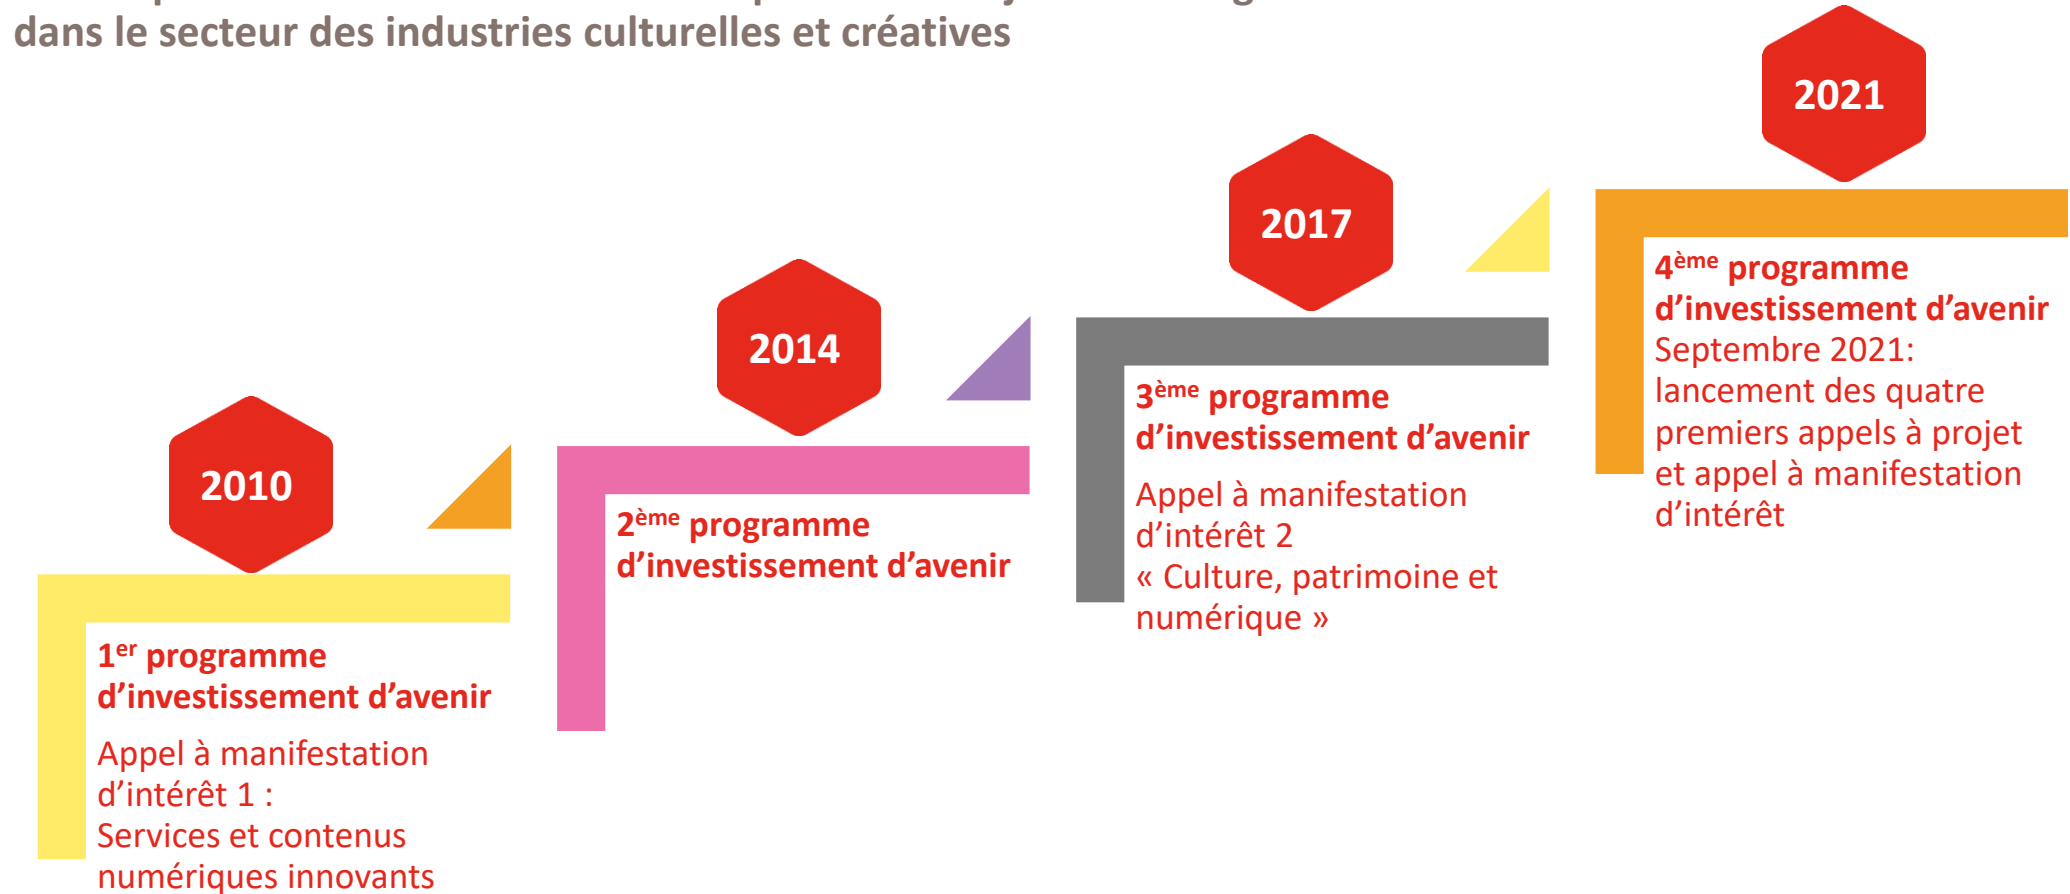 dans le secteur des industries culturelles et créatives
2010
1er programme
d’investissement d’avenir
Appel à manifestation
d’intérêt 1 :
Services et contenus
numériques innovants
2014
2ème programme
d’investissement d’avenir
2017
3ème programme
d’investissement d’avenir
Appel à manifestation
d’intérêt 2
« Culture, patrimoine et
numérique »
2021
4ème programme
d’investissement d’avenir
Septembre 2021:
lancement des quatre
premiers appels à projet
et appel à manifestation
d’intérêt